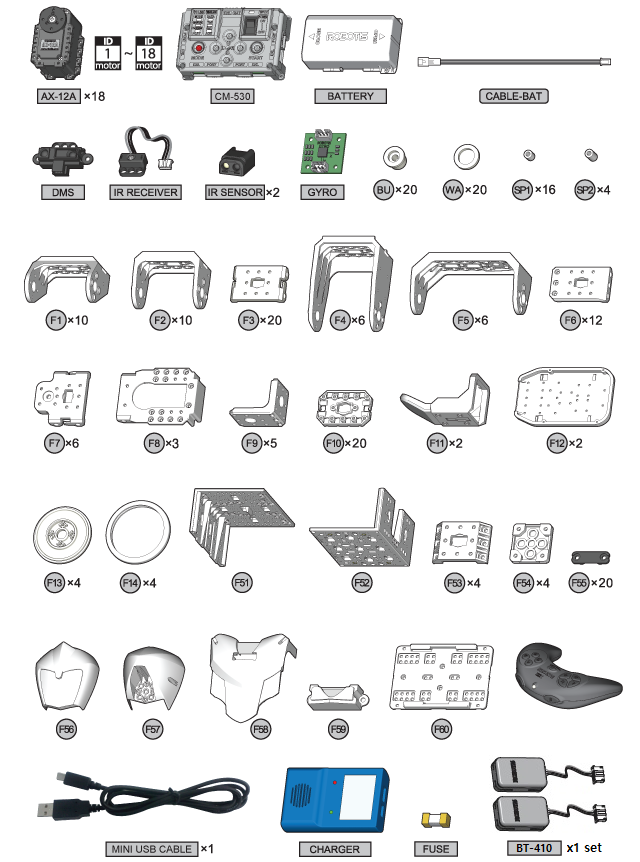 ID
1
motor
~
ID
18
motor
ROBOTIS
AX-12A ×18
CM-530
BATTERY
CABLE-BAT
DMS
IR RECEIVER
IR SENSOR ×2
GYRO
BU ×20
WA ×20
SP1 ×16
SP2 ×4
F1 ×10
F2 ×10
F3 ×20
F4 ×6
F5 ×6
F6 ×12
F7 ×6
F8 ×3
F9 ×5
F10 ×20
F11 ×2
F12 ×2
F13 ×4
F14 ×4
F51
F52
F53 ×4
F54 ×4
F55 ×20
F56
F57
F58
F59
F60
MINI USB CABLE ×1
CHARGER
FUSE
BT-410 x1 set